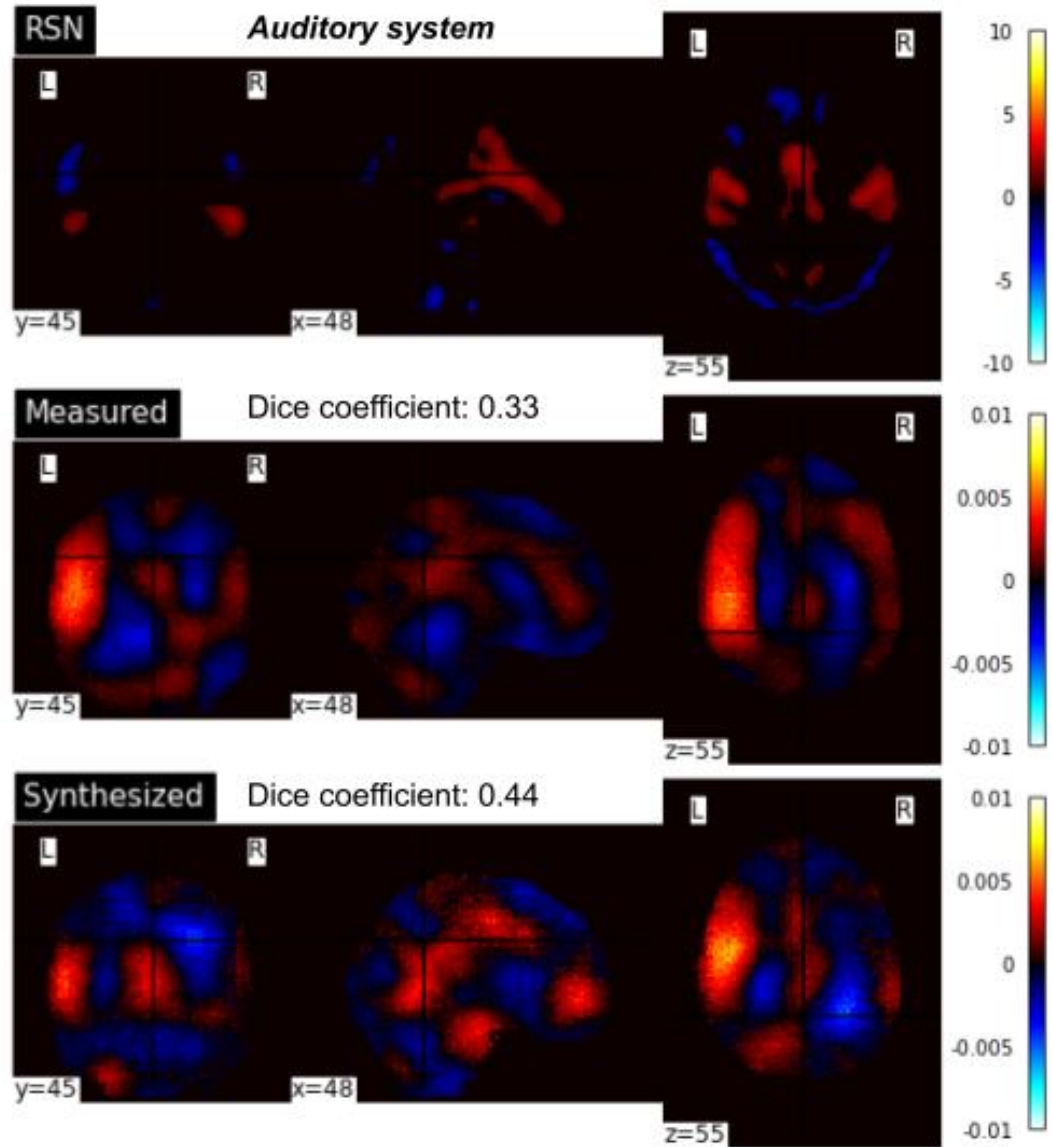 RSN
Auditory system
L R L R
10
5
0
-5
-10
y=45 x=48 z=55
Measured
Dice coefficient: 0.33
L R L R
0.01
0.005
0
-0.005
-0.01
y=45 x=48 z=55
Synthesized
Dice coefficient: 0.44
L R L R
0.01
0.005
0
-0.005
-0.01
y=45 x=48 z=55